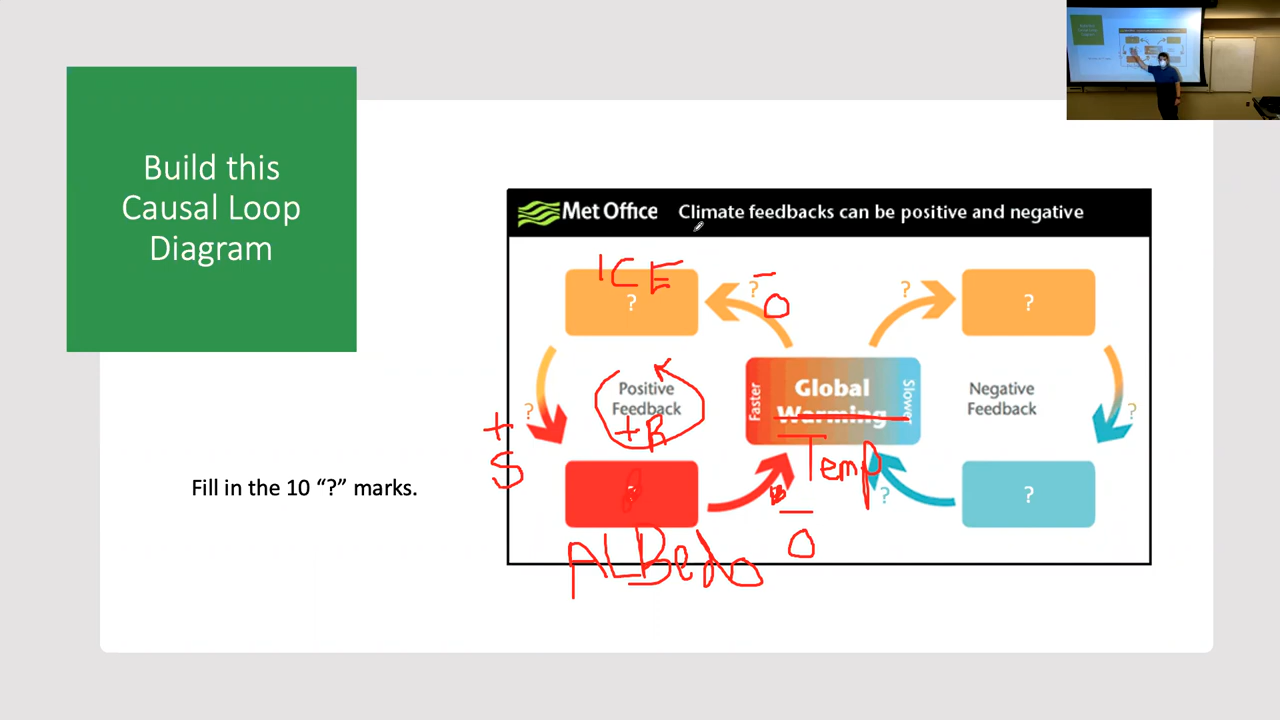 Build this
Causal Loop
Diagram
Fill in the 10 “?” marks.
Met Office Climate feedbacks can be positive and negative
ICE
?
?
–
O
?
?
Positive
Feedback
+R
Faster
Global
Warming
Slower
Temp
Negative
Feedback
?
+
S
?
ALBedo
–
O
?
?